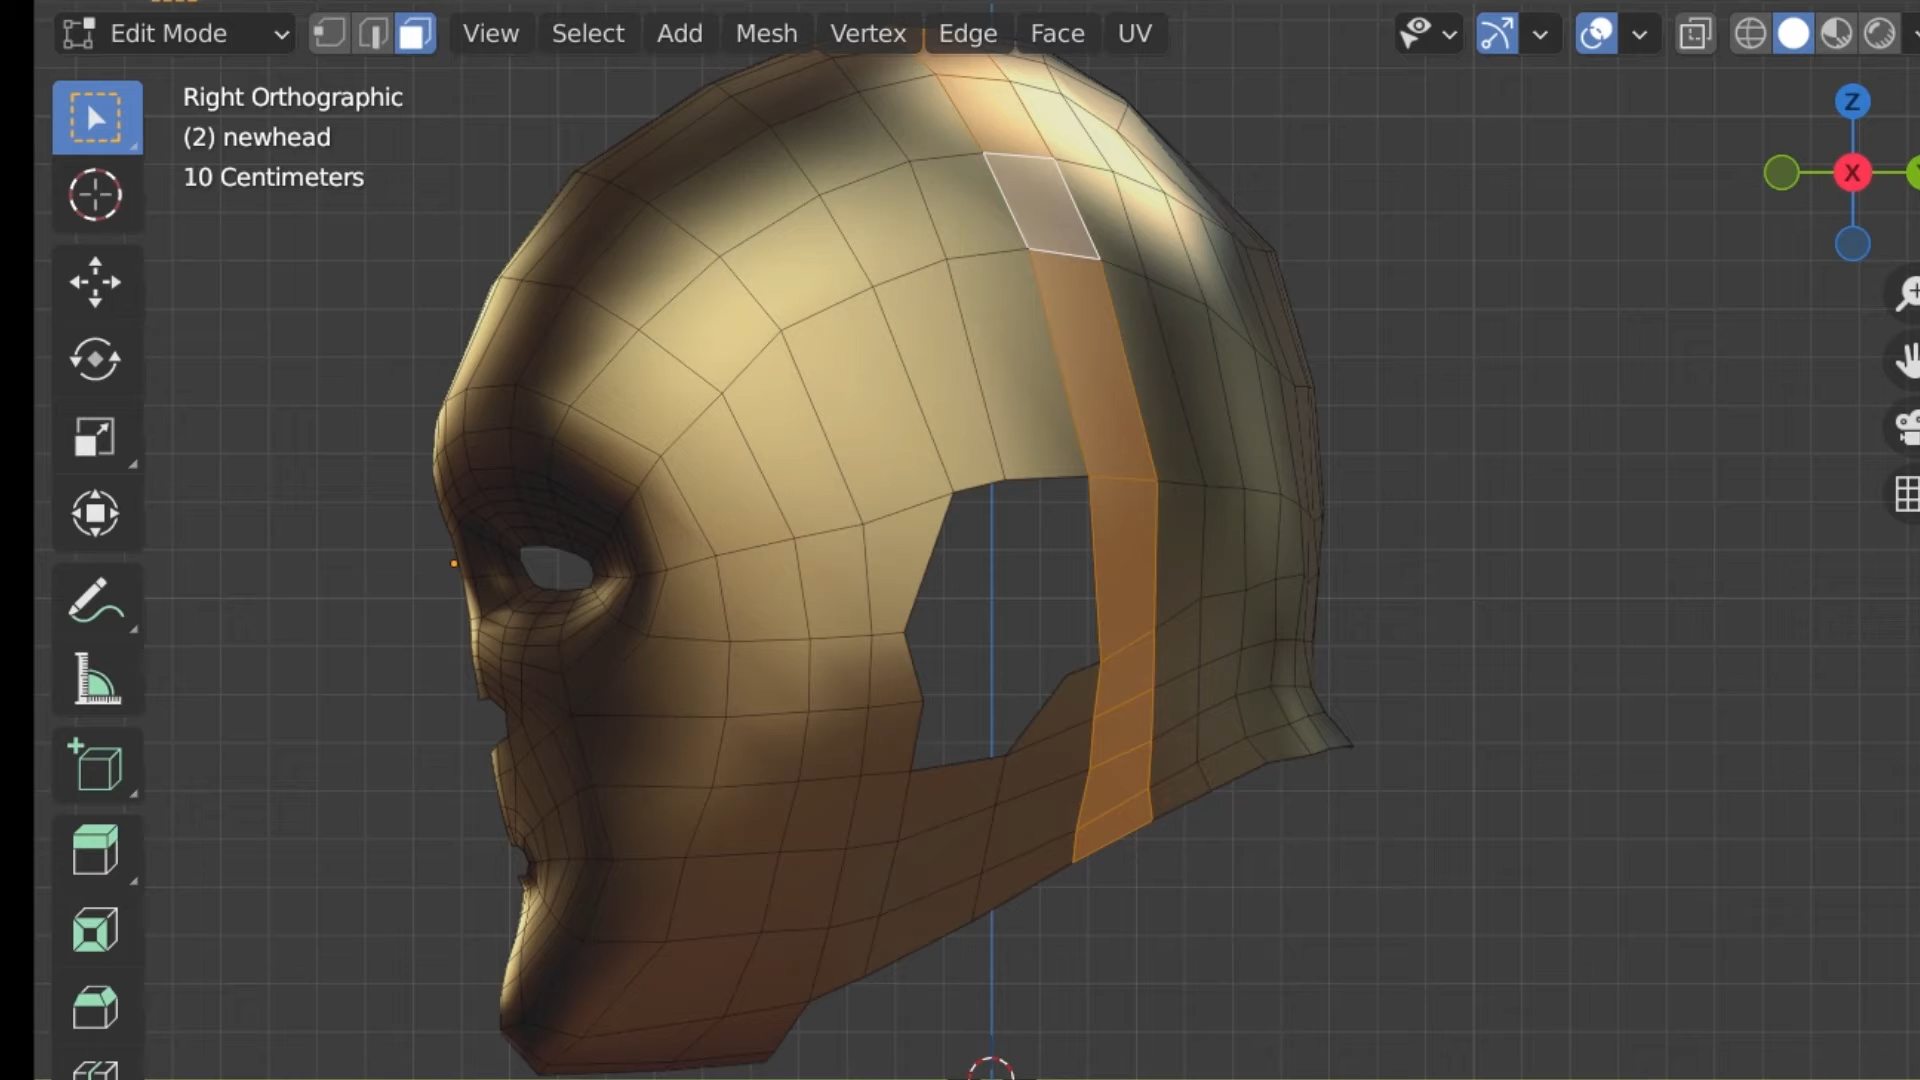 Edit Mode View Select Add Mesh Vertex Edge Face UV
Right Orthographic
(2) newhead
10 Centimeters
Z
X